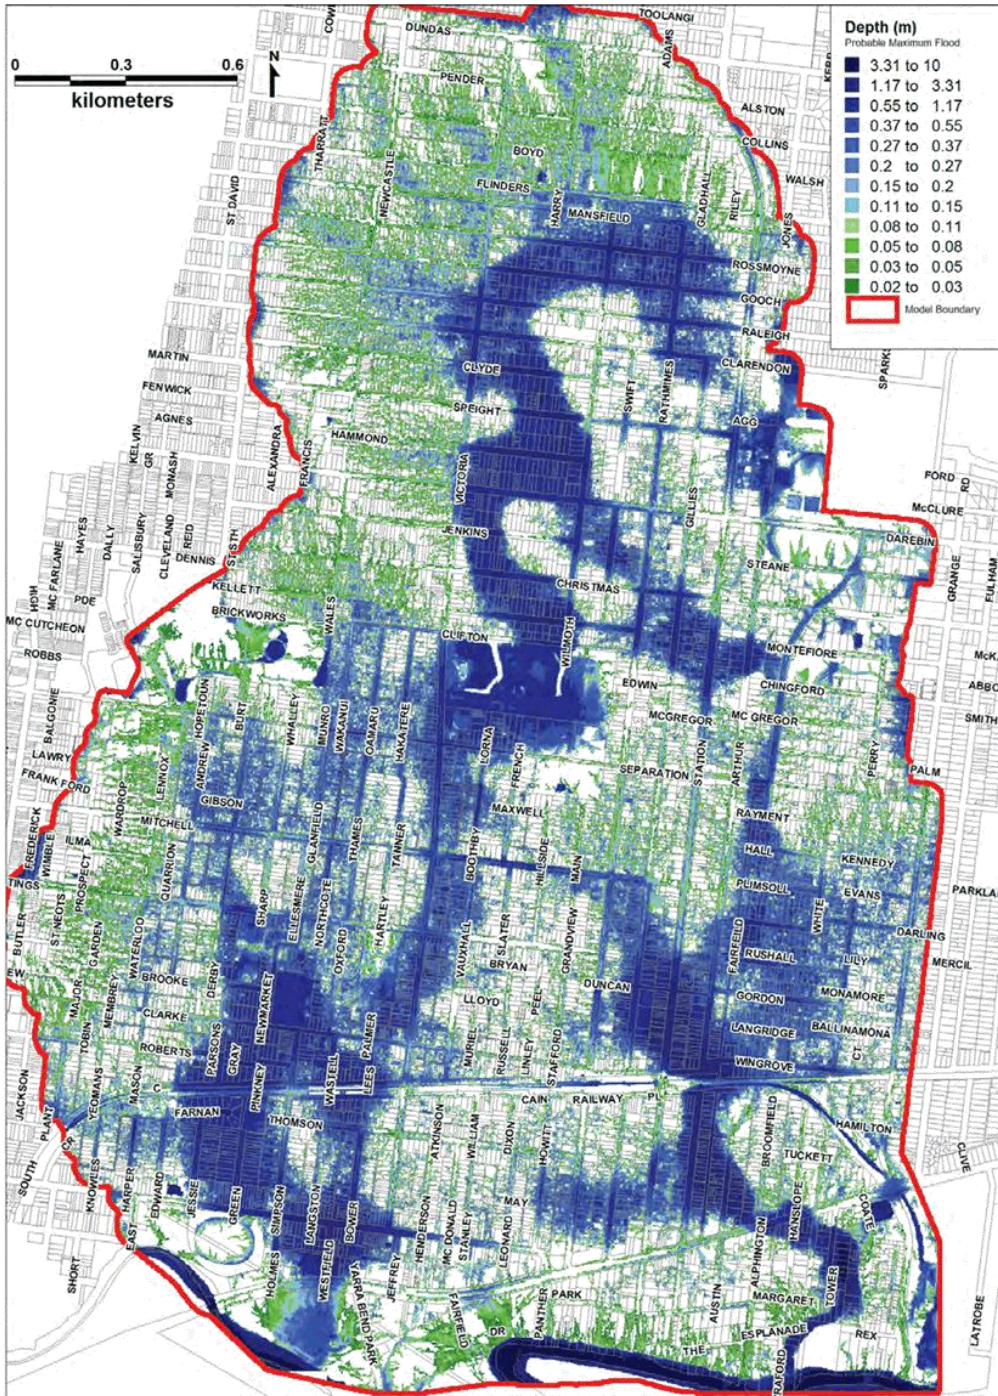 COWI
DUNDAS
TOOLANGI
ADAMS
KERR
Depth (m)
Probable Maximum Flood
3.31 to 10
1.17 to 3.31
0.55 to 1.17
0.37 to 0.55
0.27 to 0.37
0.2 to 0.27
0.15 to 0.2
0.11 to 0.15
0.08 to 0.11
0.05 to 0.08
0.03 to 0.05
0.02 to 0.03
Model Boundary
0 0.3 0.6
kilometers
N
PENDER
ALSTON
COLLINS
WALSH
THARRATT
NEWCASTLE
ST DAVID
BOYD
FLINDERS
HARRY
MANSFIELD
GLADHALL
RILEY
JONES
ROSSMOYNE
GOOCH
RALEIGH
CLARENDON
SPARKS
MARTIN
FENWICK
AGNES
KELVIN
GR
MONASH
ALEXANDRA
FRANCIS
HAMMOND
CLYDE
SPEIGHT
VICTORIA
SWIFT
RATHMINES
AGG
GILLIES
FORD
RD
McCLURE
DAREBIN
GRANGE
FULHAM
HAYES
MC FARLANE
DALLY
SALISBURY
CLEVELAND
REID
DENNIS
ST STH
JENKINS
STEANE
CHRISTMAS
HIGH
PDE
MC CUTCHEON
ROBBS
KELLETT
BRICKWORKS
WALES
CLIFTON
WILMOTH
MONTEFIORE
CHINGFORD
EDWIN
MCGREGOR
MC GREGOR
McKA
ABBO
SMITH
BALGONIE
LAWRY
FRANK FORD
LENNOX
ANDREW
HOPETOUN
BURT
WHALLEY
MUNRO
WAKANUI
OAMARU
HAKATERE
LORNA
FRENCH
SEPARATION
STATION
ARTHUR
PERRY
PALM
FREDERICK
WIMBLE
ILMA
WARDROP
MITCHELL
GIBSON
GLANFIELD
THAMES
TANNER
MAXWELL
BOOTHBY
HILLSIDE
MAIN
RAYMENT
HALL
KENNEDY
TINGS
PROSPECT
QUARRION
PLIMSOLL
EVANS
PARKLA
BUTLER
ST NEOTS
GARDEN
WATERLOO
SHARP
ELLESMERE
NORTHCOTE
OXFORD
HARTLEY
VAUXHALL
SLATER
BRYAN
GRANDVIEW
FAIRFEILD
WHITE
DARLING
RUSHALL
LILY
MERCIL
EW
MAJOR
MEMBREY
BROOKE
DERBY
NEWMARKET
LLOYD
PEEL
DUNCAN
GORDON
MONAMORE
TOBIN
CLARKE
ROBERTS
PARSONS
GRAY
PALMER
MURIEL
RUSSELL
LINLEY
STAFFORD
LANGRIDGE
BALLINAMONA
CT
WINGROVE
JACKSON
PLANT
YEOMANS
MASON
C
FARNAN
PINKNEY
THOMSON
WASTELL
LEES
CAIN
RAILWAY
PL
HAMILTON
CR
ATKINSON
WILLIAM
DIXON
HOWITT
BROOMFIELD
TUCKETT
CLIVE
SOUTH
KNOWLES
HARPER
EDWARD
JESSIE
GREEN
SIMPSON
LANGSTON
BOWER
HENDERSON
MC DONALD
STANLEY
LEONARD
MAY
HANSLOPE
COATE
SHORT
EAST
HOLMES
WESTFIELD
YARRA BEND PARK
JEFFREY
FAIRFIELD
DR
PANTHER
PARK
AUSTIN
ALPHINGTON
MARGARET
TOWER
THE
ESPLANADE
REX
LATROBE